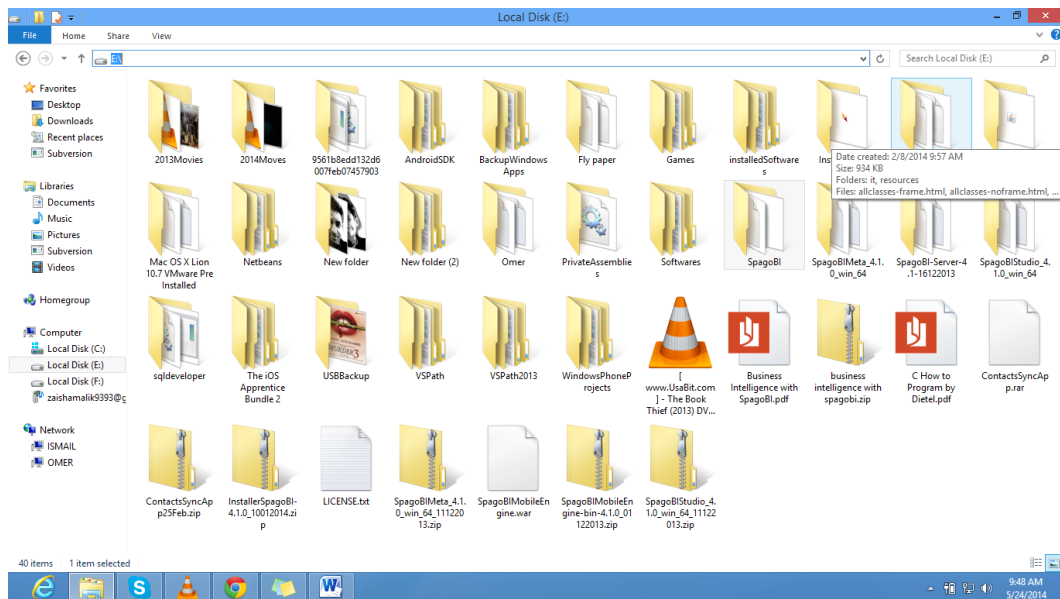 Local Disk (E:)
File Home Share View
E:\ Search Local Disk (E:)
Favorites
Desktop
Downloads
Recent places
Subversion
Libraries
Documents
Music
Pictures
Subversion
Videos
Homegroup
Computer
Local Disk (C:)
Local Disk (E:)
Local Disk (F:)
zaishamalik9393@g
Network
ISMAIL
OMER
2013Movies
2014Moves
9561b8edd132d6
007feb07457903
AndroidSDK
BackupWindows
Apps
Fly paper
Games
installedSoftware
s
Date created: 2/8/2014 9:57 AM
Size: 934 KB
Folders: it, resources
Files: allclasses-frame.html, allclasses-noframe.html, ...
Mac OS X Lion
10.7 VMware Pre
Installed
Netbeans
New folder
New folder (2)
Omer
PrivateAssemblie
s
Softwares
SpagoBI
SpagoBIMeta_4.1.
0_win_64
SpagoBI-Server-4
.1-16122013
SpagoBIStudio_4.
1.0_win_64
sqldeveloper
The iOS
Apprentice
Bundle 2
USBBackup
VSPath
VSPath2013
WindowsPhoneP
rojects
[
www.UsaBit.com
] - The Book
Thief (2013) DV...
Business
Intelligence with
SpagoBI.pdf
business
intelligence with
spagobi.zip
C How to
Program by
Dietel.pdf
ContactsSyncAp
p.rar
ContactsSyncAp
p25Feb.zip
InstallerSpagoBI-
4.1.0_10012014.zi
p
LICENSE.txt
SpagoBIMeta_4.1.
0_win_64_111220
13.zip
SpagoBIMobileEn
gine.war
SpagoBIMobileEn
gine-bin-4.1.0_01
122013.zip
SpagoBIStudio_4.
1.0_win_64_11122
013.zip
40 items 1 item selected
9:48 AM
5/24/2014